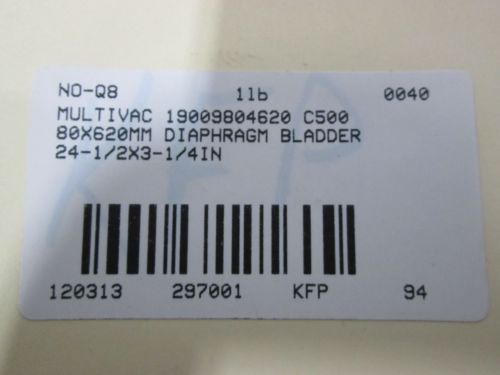 NO-Q8 1lb 0040
MULTIVAC 19009804620 C500
80X620MM DIAPHRAGM BLADDER
24-1/2X3-1/4IN
KFP
120313 297001 KFP 94